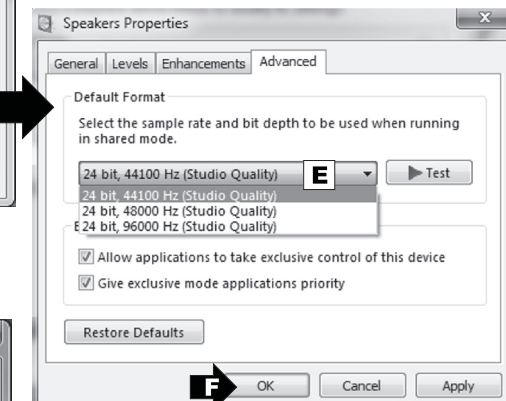 Speakers Properties
x
General Levels Enhancements Advanced
Default Format
Select the sample rate and bit depth to be used when running
in shared mode.
24 bit, 44100 Hz (Studio Quality) E Test
24 bit, 44100 Hz (Studio Quality)
24 bit, 48000 Hz (Studio Quality)
24 bit, 96000 Hz (Studio Quality)
Allow applications to take exclusive control of this device
Give exclusive mode applications priority
Restore Defaults
F OK Cancel Apply